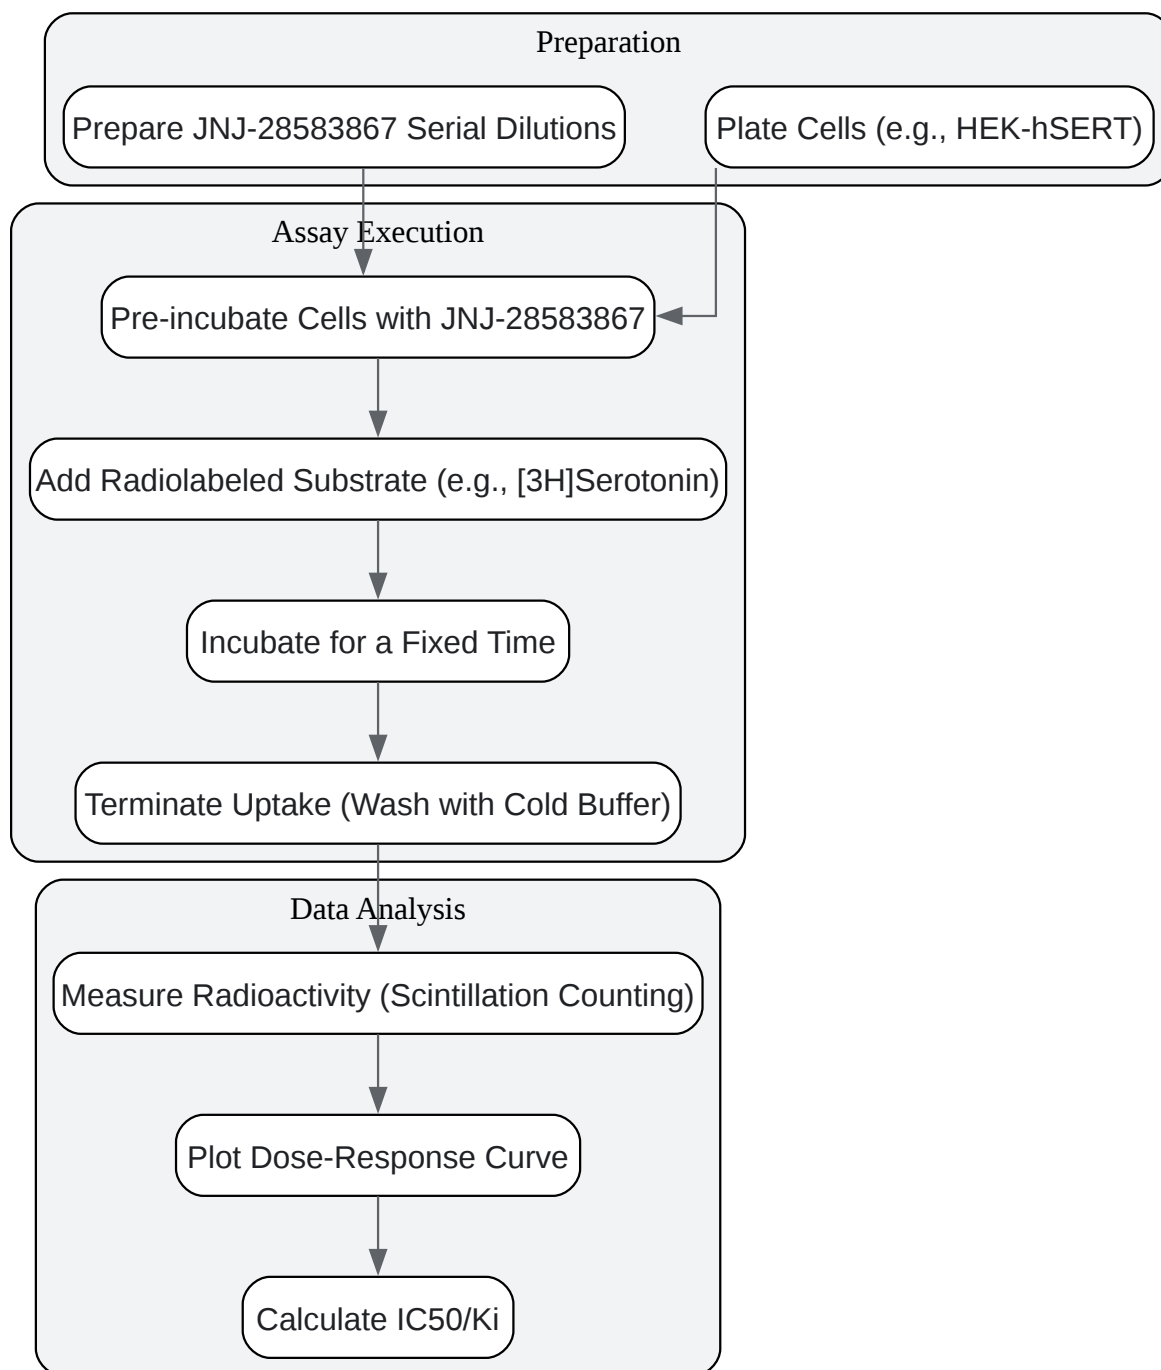 Preparation
Prepare JNJ-28583867 Serial Dilutions
Plate Cells (e.g., HEK-hSERT)
Assay Execution
Pre-incubate Cells with JNJ-28583867
Add Radiolabeled Substrate (e.g., [3H]Serotonin)
Incubate for a Fixed Time
Terminate Uptake (Wash with Cold Buffer)
Data Analysis
Measure Radioactivity (Scintillation Counting)
Plot Dose-Response Curve
Calculate IC50/Ki